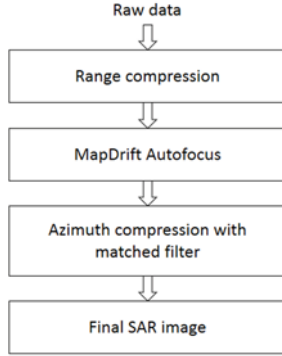 Raw data
Range compression
MapDrift Autofocus
Azimuth compression with
matched filter
Final SAR image